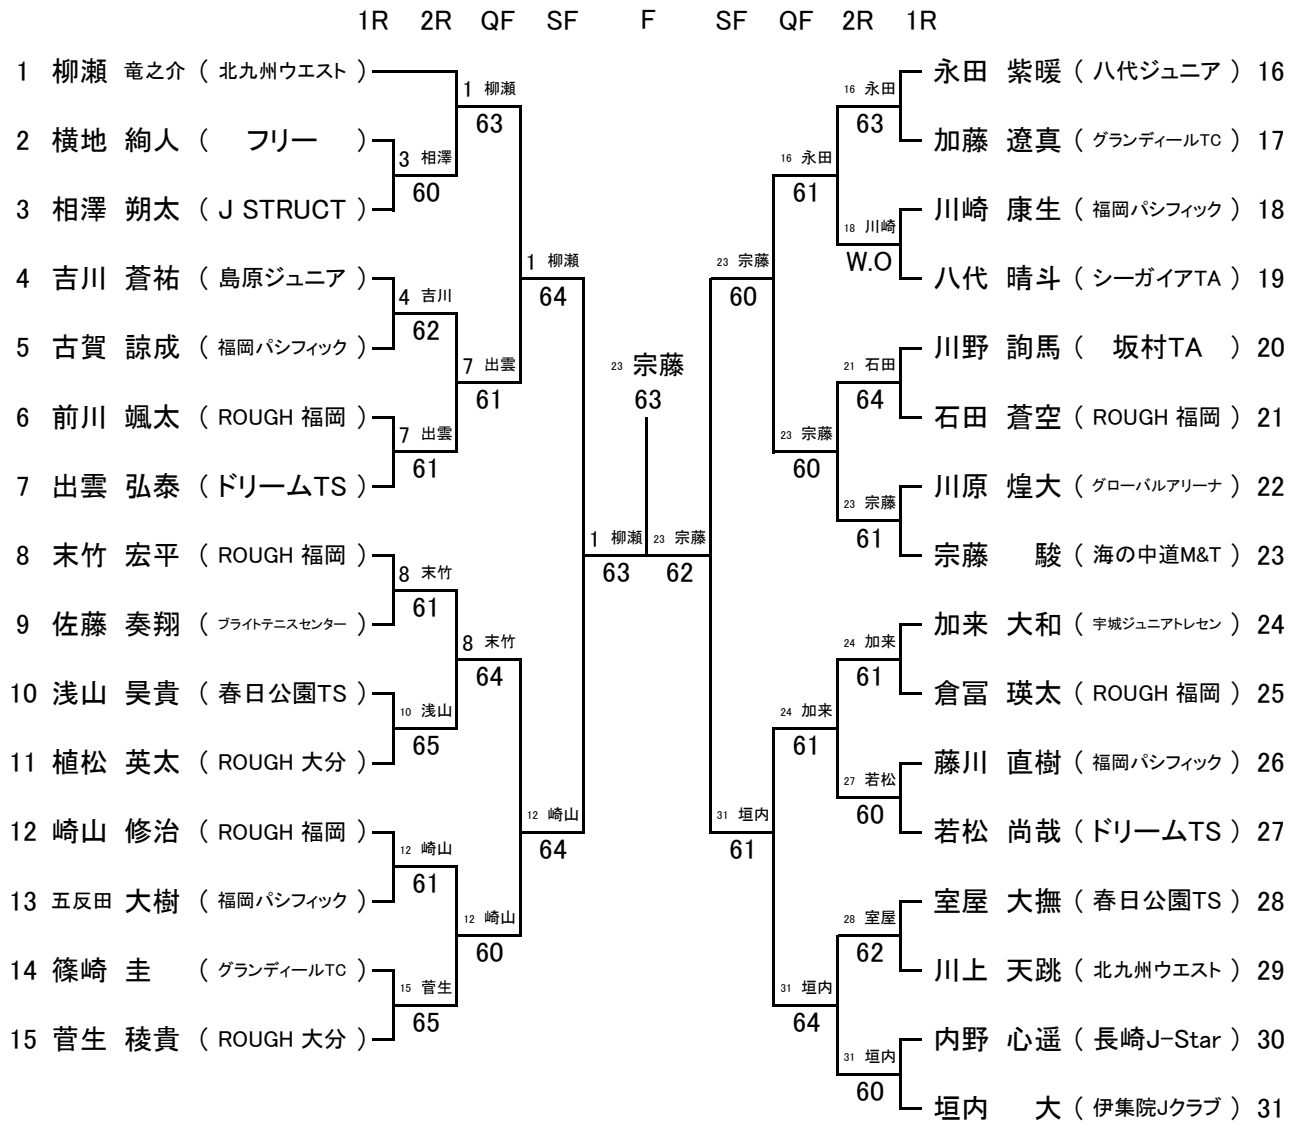 1R 2R QF SF F SF QF 2R 1R
1 柳瀬 竜之介 ( 北九州ウエスト )
2 横地 絢人 ( フリー )
3 相澤 朔太 ( J STRUCT )
4 吉川 蒼祐 ( 島原ジュニア )
5 古賀 諒成 ( 福岡パシフィック )
6 前川 颯太 ( ROUGH 福岡 )
7 出雲 弘泰 ( ドリームTS )
8 末竹 宏平 ( ROUGH 福岡 )
9 佐藤 奏翔 ( ブライトテニスセンター )
10 浅山 昊貴 ( 春日公園TS )
11 植松 英太 ( ROUGH 大分 )
12 崎山 修治 ( ROUGH 福岡 )
13 五反田 大樹 ( 福岡パシフィック )
14 篠崎 圭 ( グランディールTC )
15 菅生 稜貴 ( ROUGH 大分 )
3 相澤
60
4 吉川
62
7 出雲
61
8 末竹
61
10 浅山
65
12 崎山
61
15 菅生
65
1 柳瀬
63
7 出雲
61
8 末竹
64
12 崎山
60
1 柳瀬
64
12 崎山
64
1 柳瀬
63
23 宗藤
63
23 宗藤
62
23 宗藤
60
31 垣内
61
16 永田
61
23 宗藤
60
24 加来
61
31 垣内
64
16 永田
63
18 川崎
W.O
21 石田
64
23 宗藤
61
24 加来
61
27 若松
60
28 室屋
62
31 垣内
60
永田 紫暖 ( 八代ジュニア ) 16
加藤 遼真 ( グランディールTC ) 17
川崎 康生 ( 福岡パシフィック ) 18
八代 晴斗 ( シーガイアTA ) 19
川野 詢馬 ( 坂村TA ) 20
石田 蒼空 ( ROUGH 福岡 ) 21
川原 煌大 ( グローバルアリーナ ) 22
宗藤 駿 ( 海の中道M&T ) 23
加来 大和 ( 宇城ジュニアトレセン ) 24
倉冨 瑛太 ( ROUGH 福岡 ) 25
藤川 直樹 ( 福岡パシフィック ) 26
若松 尚哉 ( ドリームTS ) 27
室屋 大撫 ( 春日公園TS ) 28
川上 天跳 ( 北九州ウエスト ) 29
内野 心遥 ( 長崎J-Star ) 30
垣内 大 ( 伊集院Jクラブ ) 31